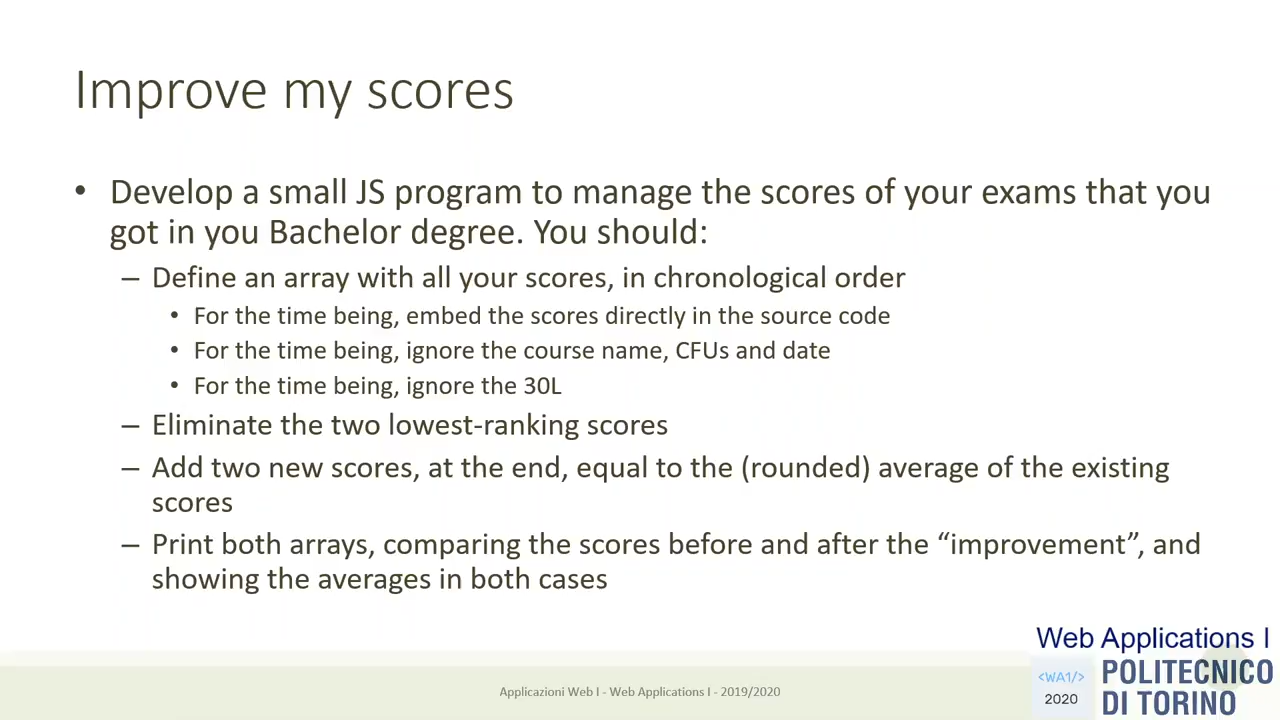 Improve my scores
• Develop a small JS program to manage the scores of your exams that you
got in you Bachelor degree. You should:
– Define an array with all your scores, in chronological order
• For the time being, embed the scores directly in the source code
• For the time being, ignore the course name, CFUs and date
• For the time being, ignore the 30L
– Eliminate the two lowest-ranking scores
– Add two new scores, at the end, equal to the (rounded) average of the existing
scores
– Print both arrays, comparing the scores before and after the “improvement”, and
showing the averages in both cases
Web Applications I
<WA1/>
2020
POLITECNICO
DI TORINO
Applicazioni Web I - Web Applications I - 2019/2020